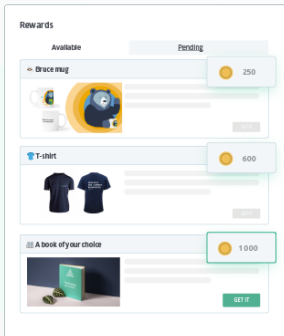 Rewards
Available
Pending
Bruce mug
250
T-shirt
600
A book of your choice
1000
GET IT